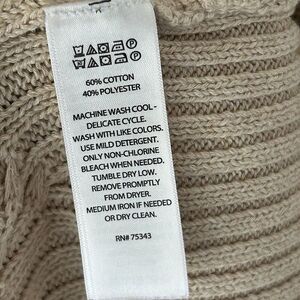 60% COTTON
40% POLYESTER
MACHINE WASH COOL -
DELICATE CYCLE.
WASH WITH LIKE COLORS.
USE MILD DETERGENT.
ONLY NON-CHLORINE
BLEACH WHEN NEEDED.
TUMBLE DRY LOW.
REMOVE PROMPTLY
FROM DRYER.
MEDIUM IRON IF NEEDED
OR DRY CLEAN.
RN# 75343